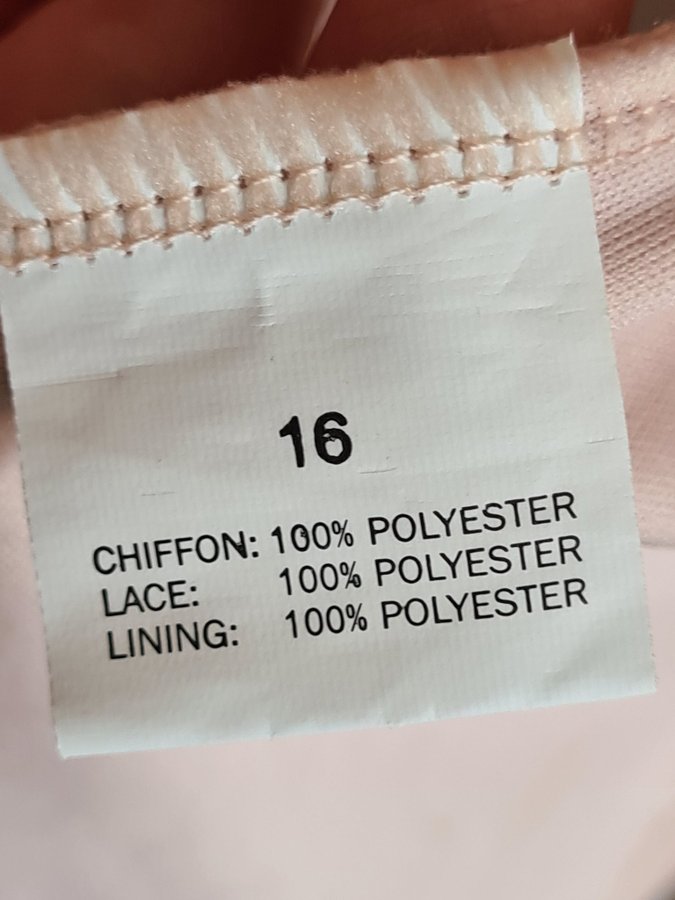 16
CHIFFON: 100% POLYESTER
LACE: 100% POLYESTER
LINING: 100% POLYESTER